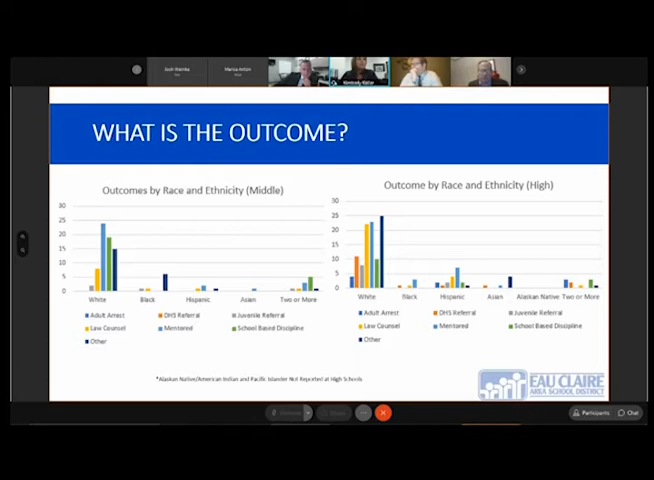 WHAT IS THE OUTCOME?
Outcomes by Race and Ethnicity (Middle)
30
25
20
15
10
5
0
White Black Hispanic Asian Two or More
Adult Arrest DHS Referral Juvenile Referral
Law Counsel Mentored School Based Discipline
Other
Outcome by Race and Ethnicity (High)
30
25
20
15
10
5
0
White Black Hispanic Asian Alaskan Native Two or More
Adult Arrest DHS Referral Juvenile Referral
Law Counsel Mentored School Based Discipline
Other
*Alaskan Native/American Indian and Pacific Islander Not Reported at High Schools
EAU CLAIRE
AREA SCHOOL DISTRICT
Participants Chat